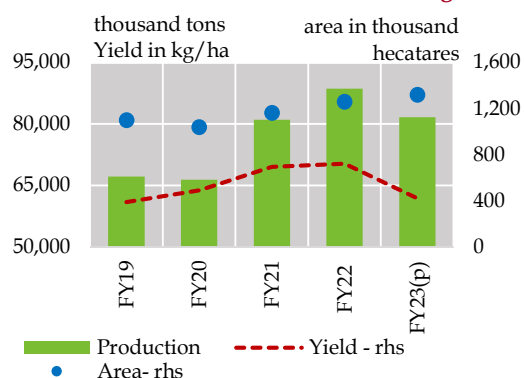 thousand tons
Yield in kg/ha
area in thousand
hecatares
95,000
80,000
65,000
50,000
1,600
1,200
800
400
0
FY19
FY20
FY21
FY22
FY23(p)
Production
Yield - rhs
Area- rhs